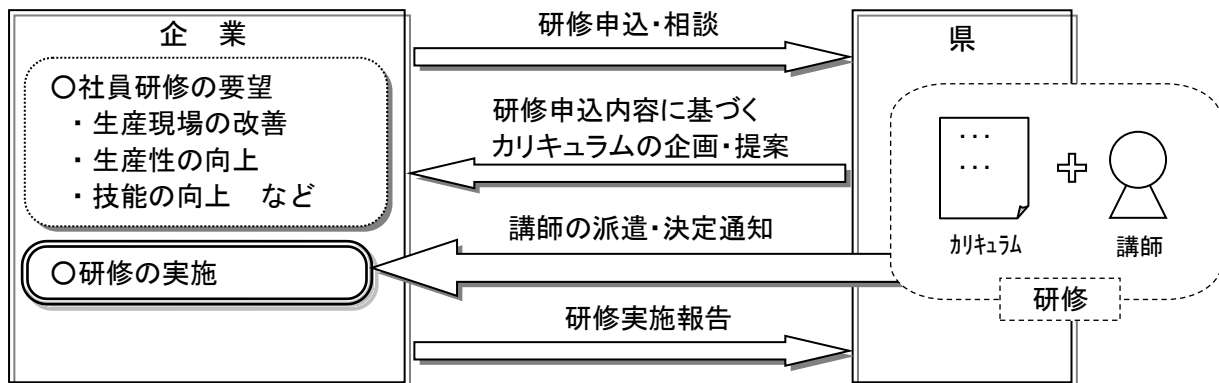 企　業
〇社員研修の要望
・生産現場の改善
・生産性の向上
・技能の向上　など
〇研修の実施
研修申込・相談
研修申込内容に基づく
カリキュラムの企画・提案
講師の派遣・決定通知
研修実施報告
県
…
…
ｶﾘｷｭﾗﾑ
講師
研修